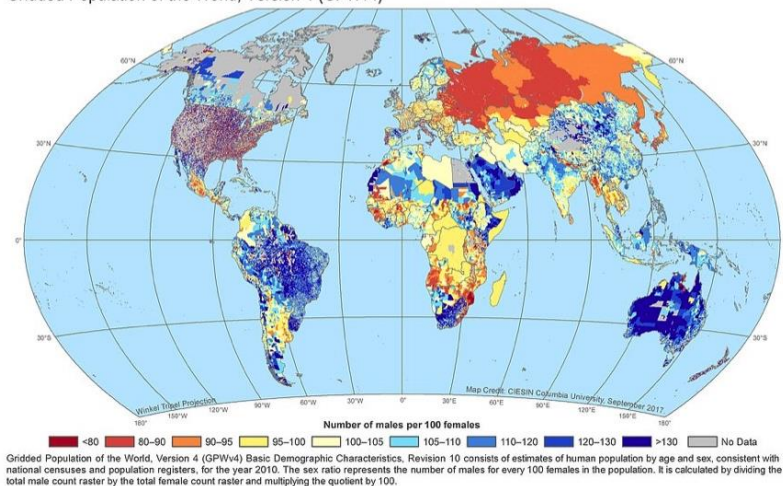 Gridded Population of the World, Version 4 (GPWv4)
60°N
60°N
30°N
30°N
0°
0°
30°S
30°S
Winkel Tripel Projection
Map Credit: CIESIN Columbia University, September 2017
180° 150°W 120°W 90°W 60°W 30°W 0° 30°E 60°E 90°E 120°E 150°E 180°
Number of males per 100 females
<80 80–90 90–95 95–100 100–105 105–110 110–120 120–130 >130 No Data
Gridded Population of the World, Version 4 (GPWv4) Basic Demographic Characteristics, Revision 10 consists of estimates of human population by age and sex, consistent with
national censuses and population registers, for the year 2010. The sex ratio represents the number of males for every 100 females in the population. It is calculated by dividing the
total male count raster by the total female count raster and multiplying the quotient by 100.